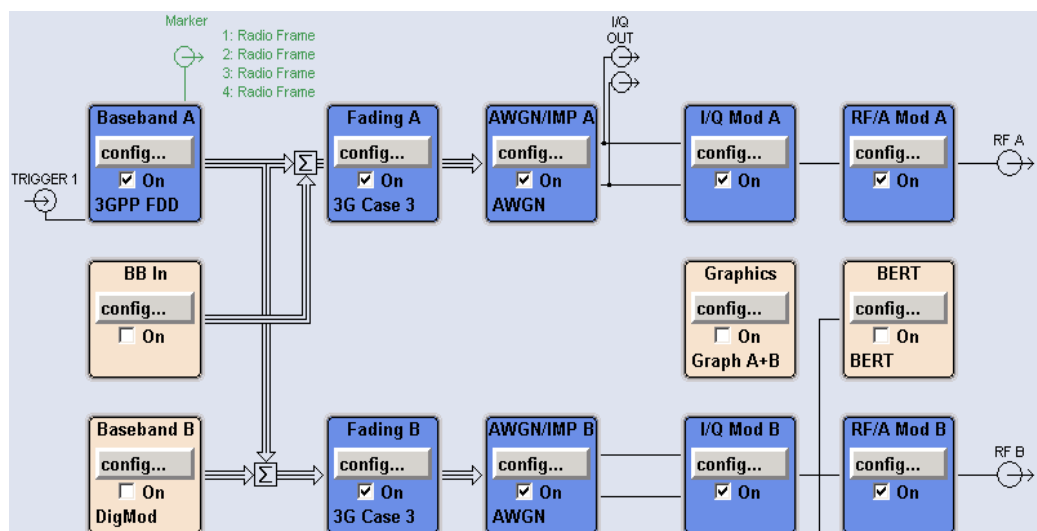 Marker
1: Radio Frame
2: Radio Frame
3: Radio Frame
4: Radio Frame
I/Q
OUT
Baseband A
config...
On
3GPP FDD
TRIGGER 1
Σ
Fading A
config...
On
3G Case 3
AWGN/IMP A
config...
On
AWGN
I/Q Mod A
config...
On
RF/A Mod A
config...
On
RF A
BB In
config...
On
Graphics
config...
On
Graph A+B
BERT
config...
On
BERT
Baseband B
config...
On
DigMod
Σ
Fading B
config...
On
3G Case 3
AWGN/IMP B
config...
On
AWGN
I/Q Mod B
config...
On
RF/A Mod B
config...
On
RF B